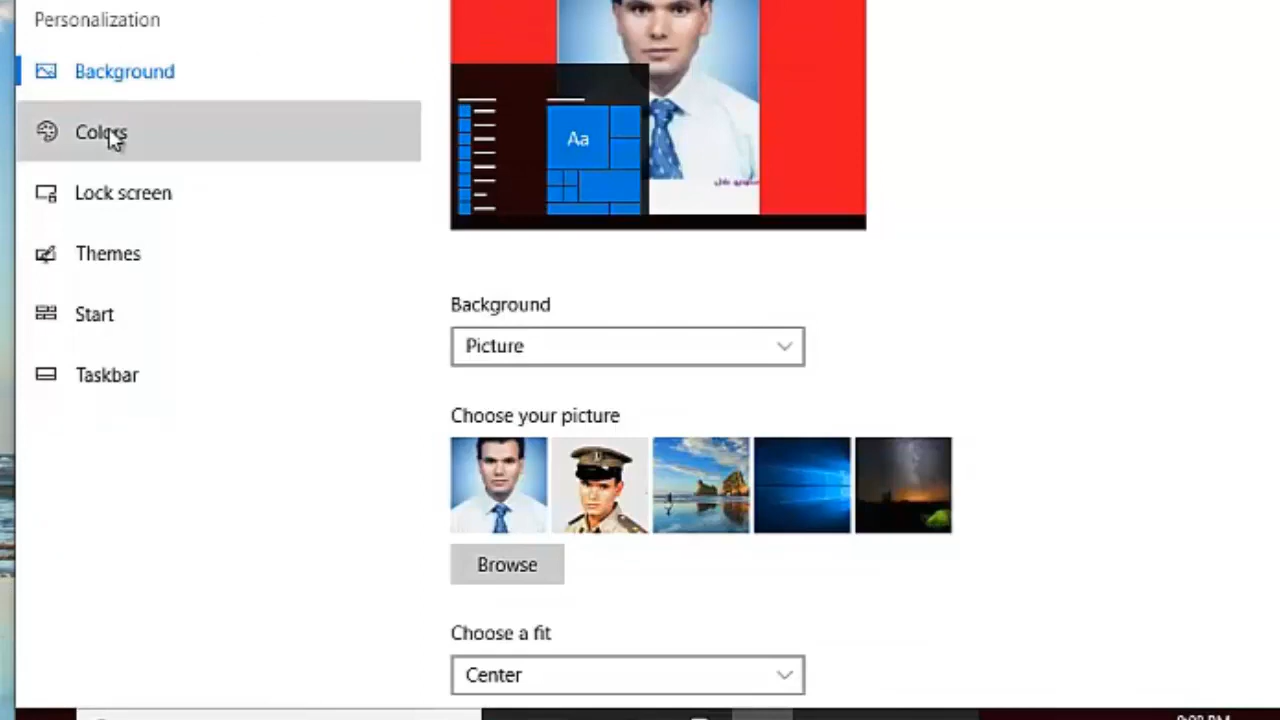 Personalization
Background
Colors
Lock screen
Themes
Start
Taskbar
Aa
Background
Picture
Choose your picture
Browse
Choose a fit
Center